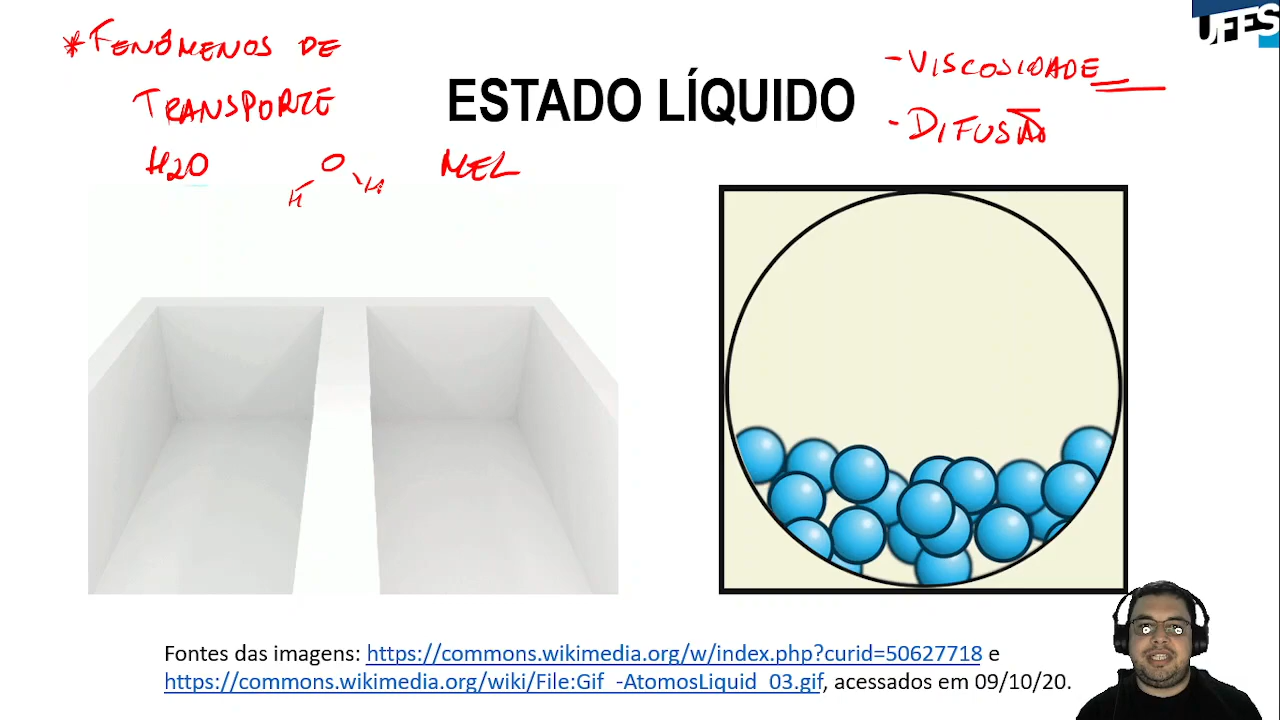 UFES
*FENÔMENOS DE
TRANSPORTE
H2O
O
H H
MEL
ESTADO LÍQUIDO
- VISCOSIDADE
- DIFUSÃO
Fontes das imagens: https://commons.wikimedia.org/w/index.php?curid=50627718 e
https://commons.wikimedia.org/wiki/File:Gif_-AtomosLiquid_03.gif, acessados em 09/10/20.